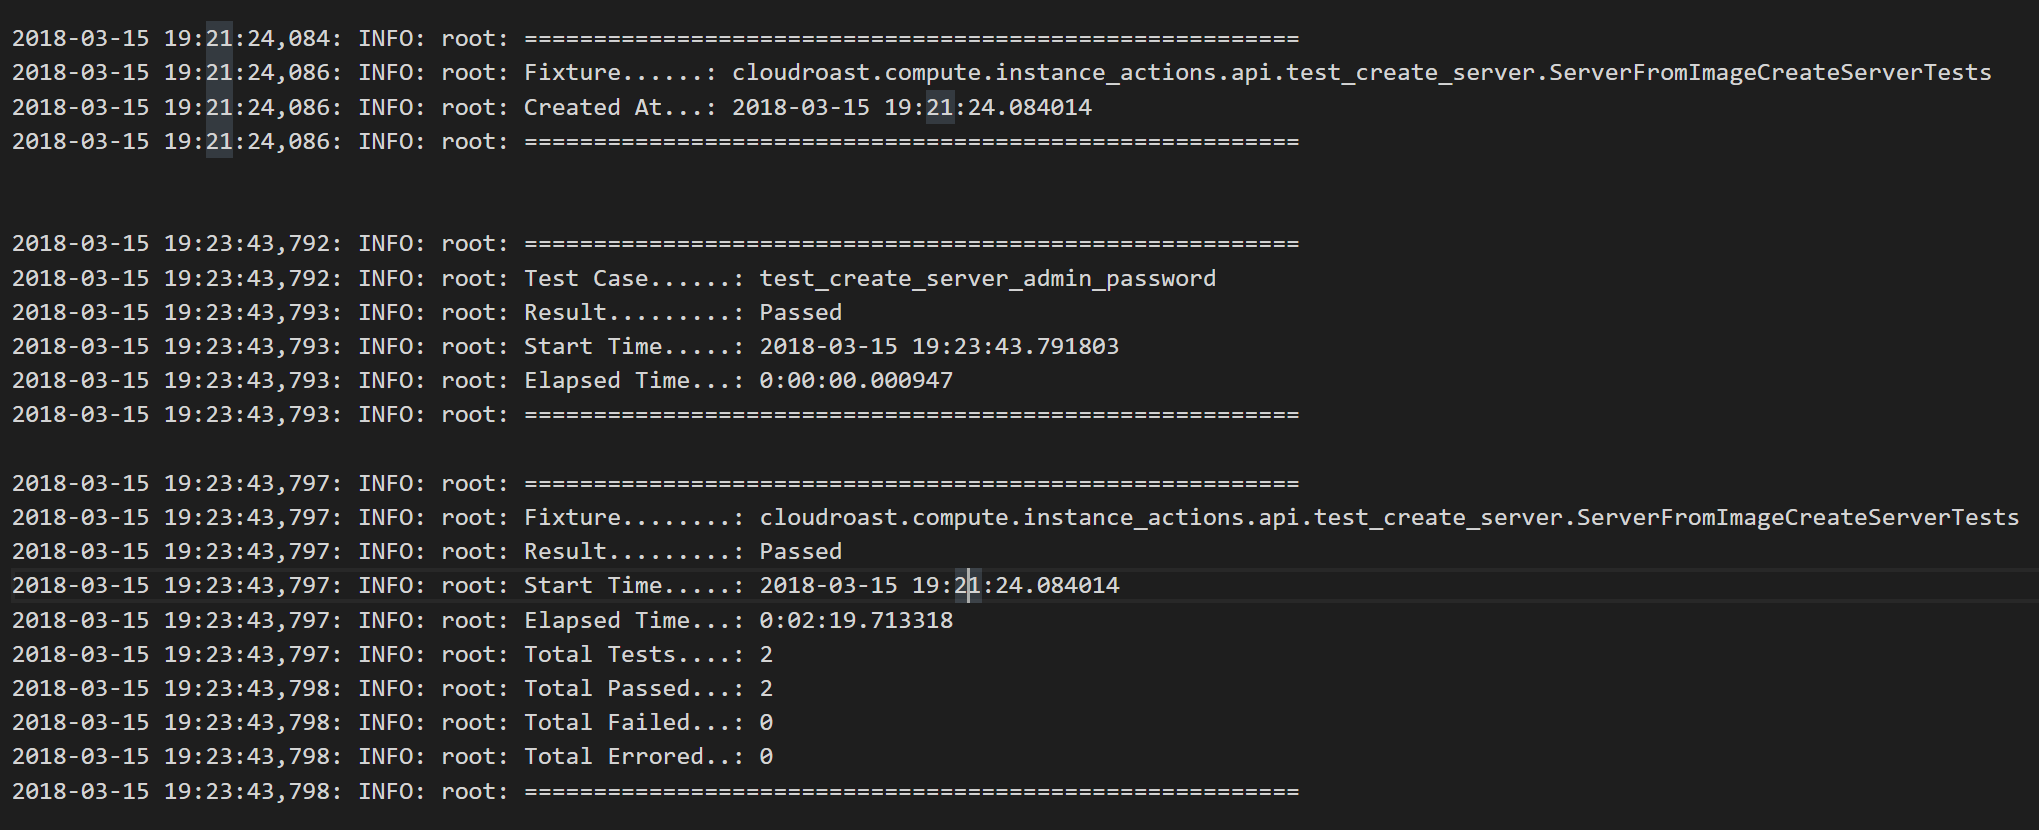 2018-03-15 19:21:24,084: INFO: root: ========================================================
2018-03-15 19:21:24,086: INFO: root: Fixture......: cloudroast.compute.instance_actions.api.test_create_server.ServerFromImageCreateServerTests
2018-03-15 19:21:24,086: INFO: root: Created At...: 2018-03-15 19:21:24.084014
2018-03-15 19:21:24,086: INFO: root: ========================================================
2018-03-15 19:23:43,792: INFO: root: ========================================================
2018-03-15 19:23:43,792: INFO: root: Test Case......: test_create_server_admin_password
2018-03-15 19:23:43,793: INFO: root: Result.........: Passed
2018-03-15 19:23:43,793: INFO: root: Start Time.....: 2018-03-15 19:23:43.791803
2018-03-15 19:23:43,793: INFO: root: Elapsed Time...: 0:00:00.000947
2018-03-15 19:23:43,793: INFO: root: ========================================================
2018-03-15 19:23:43,797: INFO: root: ========================================================
2018-03-15 19:23:43,797: INFO: root: Fixture........: cloudroast.compute.instance_actions.api.test_create_server.ServerFromImageCreateServerTests
2018-03-15 19:23:43,797: INFO: root: Result.........: Passed
2018-03-15 19:23:43,797: INFO: root: Start Time.....: 2018-03-15 19:21:24.084014
2018-03-15 19:23:43,797: INFO: root: Elapsed Time...: 0:02:19.713318
2018-03-15 19:23:43,797: INFO: root: Total Tests....: 2
2018-03-15 19:23:43,798: INFO: root: Total Passed...: 2
2018-03-15 19:23:43,798: INFO: root: Total Failed...: 0
2018-03-15 19:23:43,798: INFO: root: Total Errored..: 0
2018-03-15 19:23:43,798: INFO: root: ========================================================